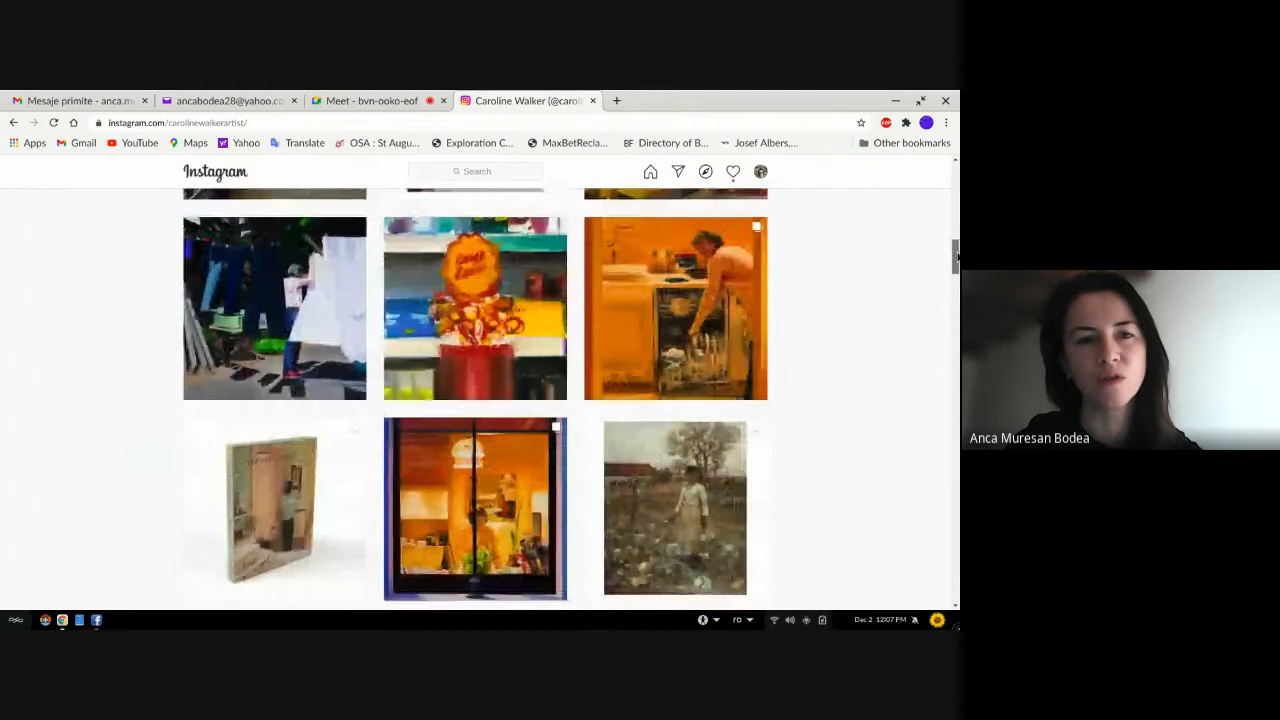 Mesaje primite - anca.m
ancabodea28@yahoo.co
Meet - bvn-ooko-eof
Caroline Walker (@caroli
instagram.com/carolinewalkerartist/
ABP
Apps
Gmail
YouTube
Maps
Yahoo
Translate
OSA : St Augu...
Exploration C...
MaxBetRecla...
BF Directory of B...
Josef Albers,...
Other bookmarks
Instagram
Search
Anca Muresan Bodea
ro
Dec 2 12:07 PM